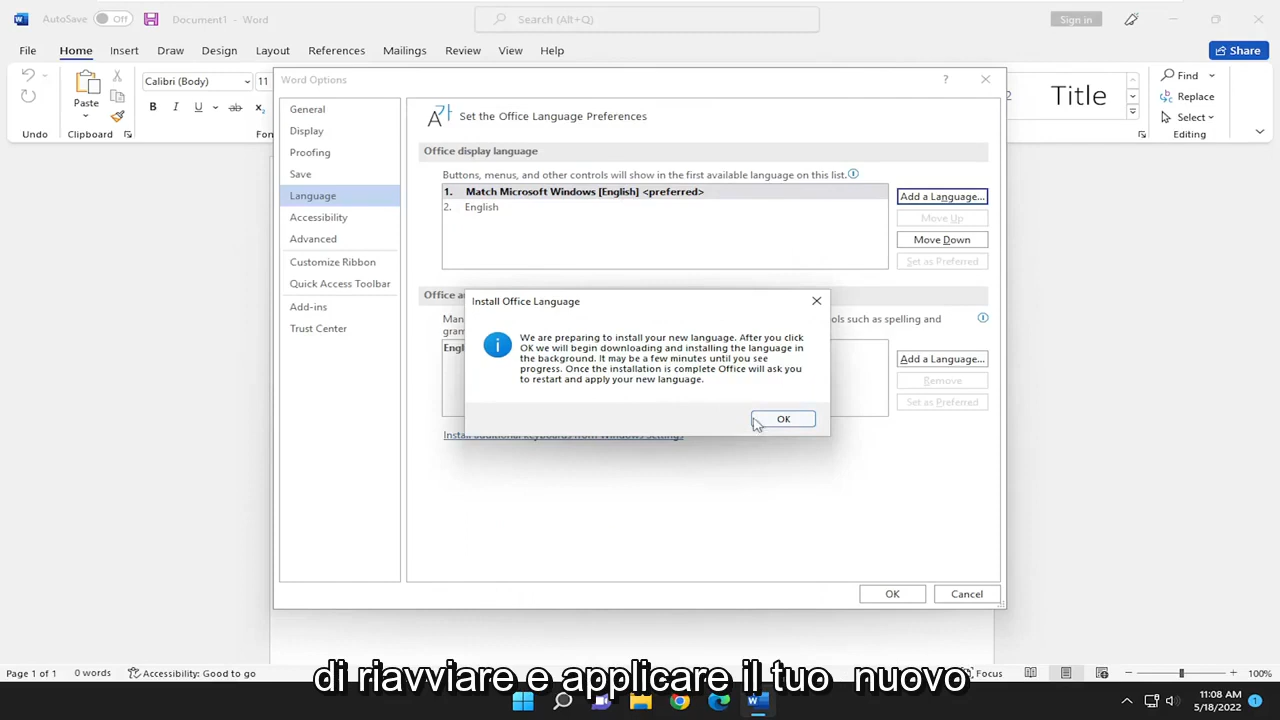 AutoSave Off Document1 - Word Search (Alt+Q) Sign in
File Home Insert Draw Design Layout References Mailings Review View Help Share
Calibri (Body) 11
Paste
B I U ab x₂
Undo Clipboard
Title
Find
Replace
Select
Editing
Word Options ?
General
Display
Proofing
Save
Language
Accessibility
Advanced
Customize Ribbon
Quick Access Toolbar
Add-ins
Trust Center
Set the Office Language Preferences
Office display language
Buttons, menus, and other controls will show in the first available language on this list.
1. Match Microsoft Windows [English] <preferred>
2. English
Add a Language...
Move Up
Move Down
Set as Preferred
Office
ols such as spelling and
Add a Language...
Remove
Set as Preferred
Install additional keyboards from Windows Settings
Install Office Language
We are preparing to install your new language. After you click
OK we will begin downloading and installing the language in
the background. It may be a few minutes until you see
progress. Once the installation is complete Office will ask you
to restart and apply your new language.
OK
OK Cancel
Page 1 of 1 0 words Accessibility: Good to go Focus 100%
di riavviare e applicare il tuo nuovo
11:08 AM
5/18/2022